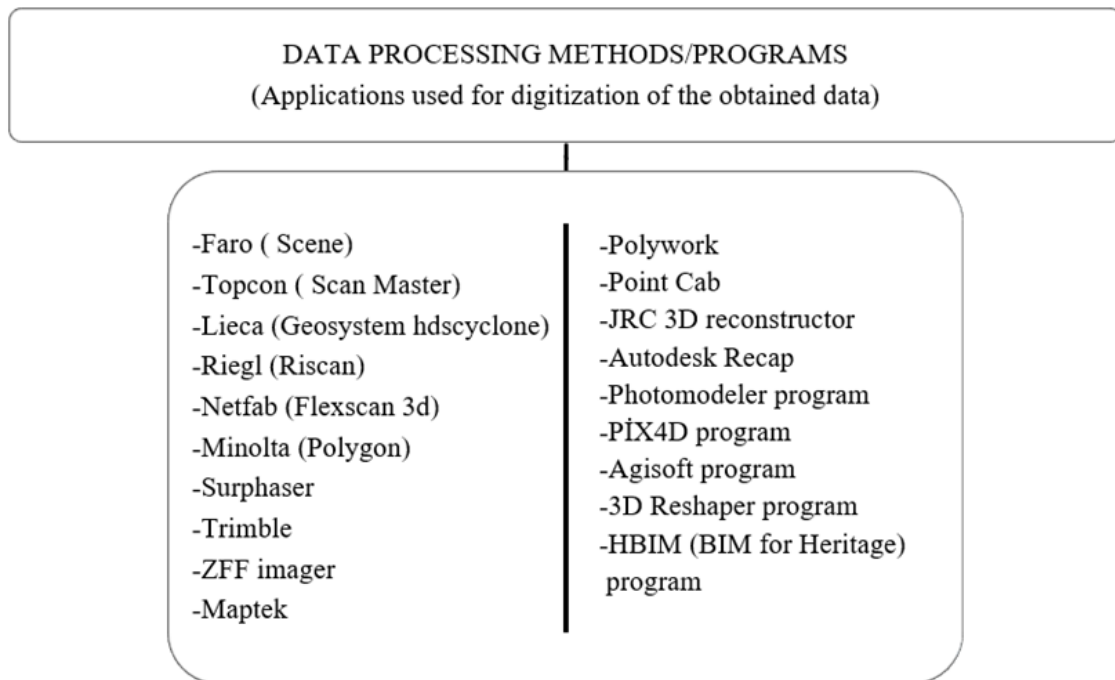 DATA PROCESSING METHODS/PROGRAMS
(Applications used for digitization of the obtained data)
-Faro ( Scene)
-Topcon ( Scan Master)
-Lieca (Geosystem hdscyclone)
-Riegl (Riscan)
-Netfab (Flexscan 3d)
-Minolta (Polygon)
-Surphaser
-Trimble
-ZFF imager
-Maptek
-Polywork
-Point Cab
-JRC 3D reconstructor
-Autodesk Recap
-Photomodeler program
-PİX4D program
-Agisoft program
-3D Reshaper program
-HBIM (BIM for Heritage)
program